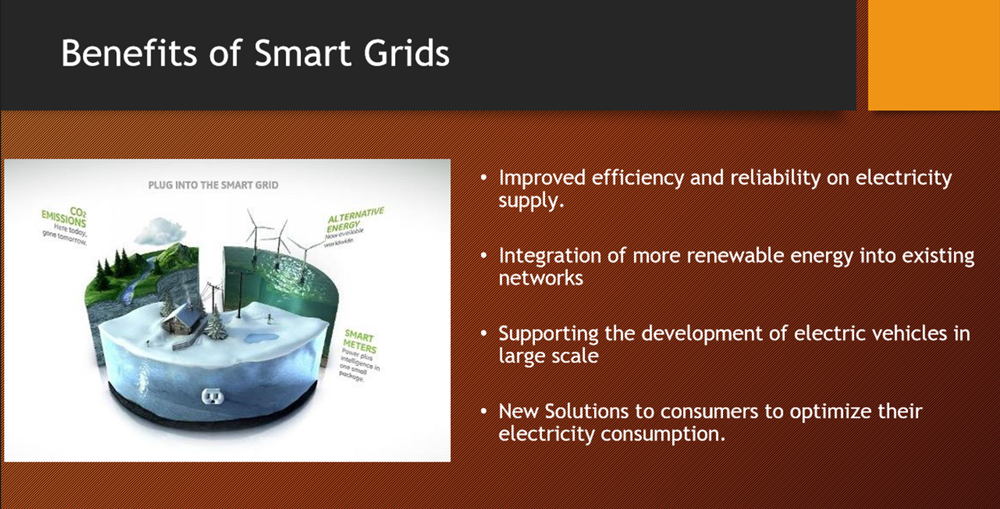 Benefits of Smart Grids
PLUG INTO THE SMART GRID
CO₂
EMISSIONS
Here today,
gone tomorrow.
ALTERNATIVE
ENERGY
Now available
worldwide.
SMART
METERS
Power plus
intelligence in
one small
package.
• Improved efficiency and reliability on electricity
supply.
• Integration of more renewable energy into existing
networks
• Supporting the development of electric vehicles in
large scale
• New Solutions to consumers to optimize their
electricity consumption.